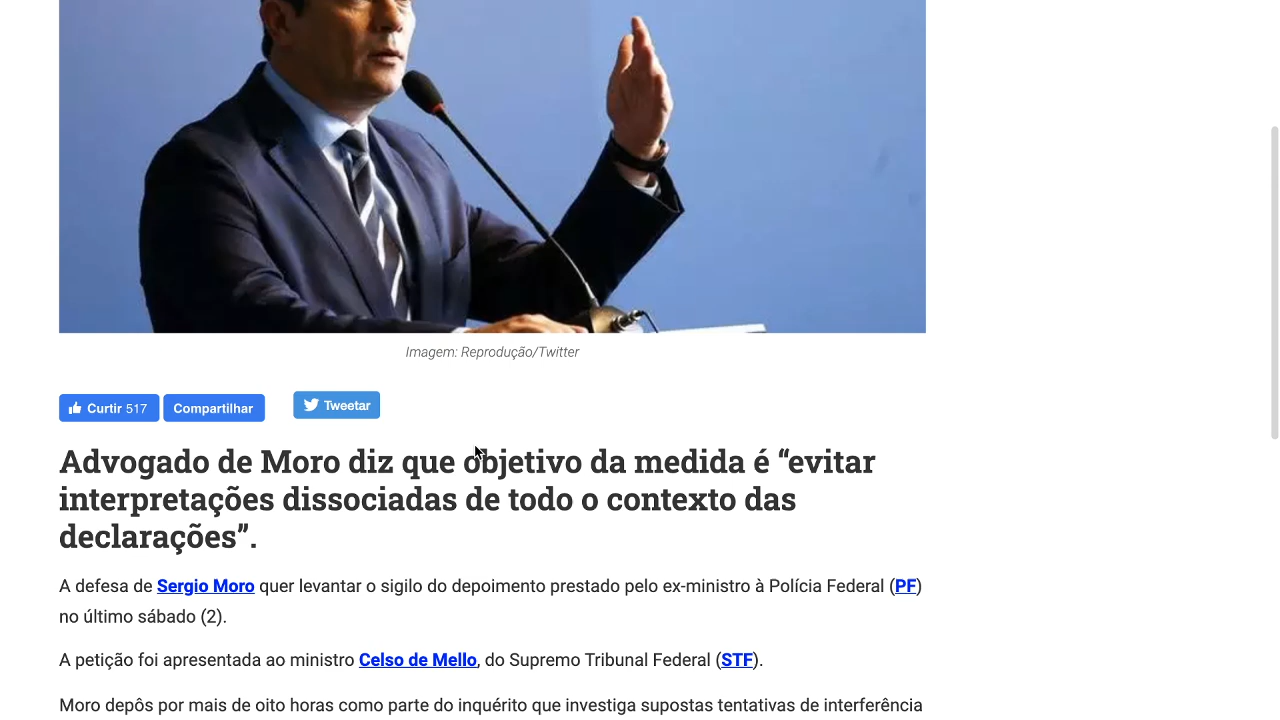 Imagem: Reprodução/Twitter
Curtir 517
Compartilhar
Tweetar
Advogado de Moro diz que objetivo da medida é “evitar
interpretações dissociadas de todo o contexto das
declarações”.
A defesa de Sergio Moro quer levantar o sigilo do depoimento prestado pelo ex-ministro à Polícia Federal (PF)
no último sábado (2).
A petição foi apresentada ao ministro Celso de Mello, do Supremo Tribunal Federal (STF).
Moro depôs por mais de oito horas como parte do inquérito que investiga supostas tentativas de interferência